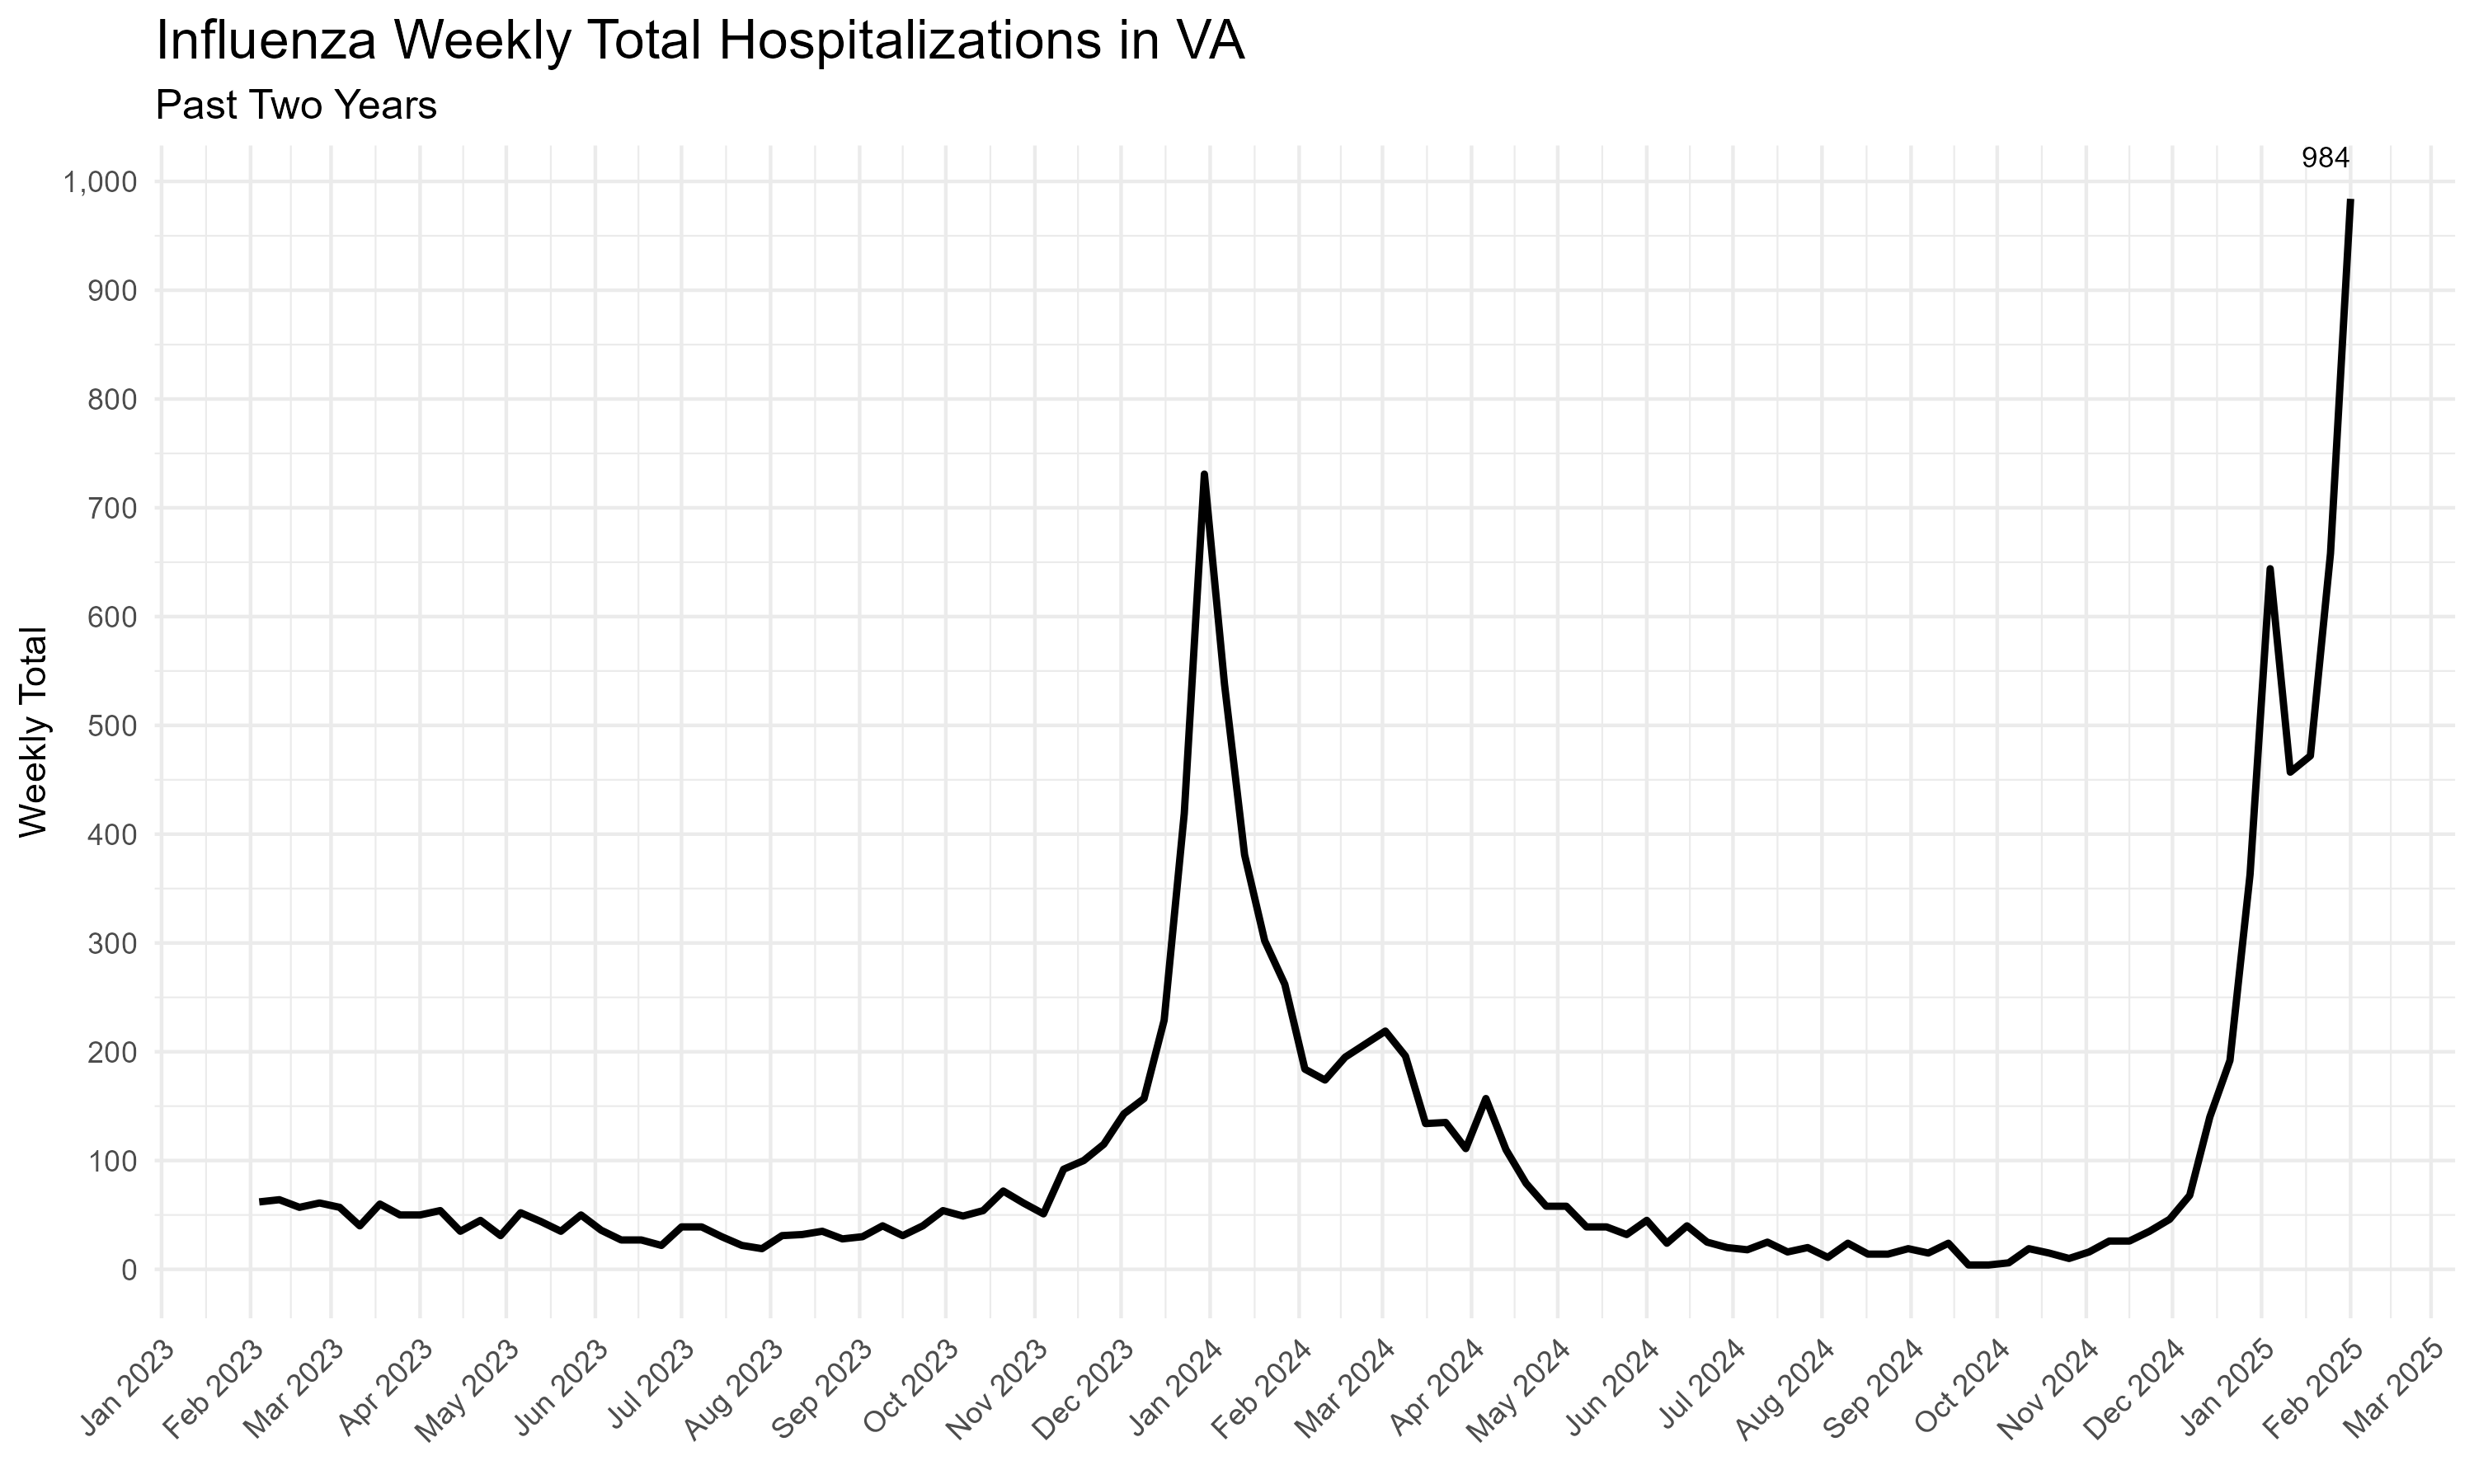 Influenza Weekly Total Hospitalizations in VA
Past Two Years
984
1,000
900
800
700
600
500
400
300
200
100
0
Weekly Total
Jan 2023
Feb 2023
Mar 2023
Apr 2023
May 2023
Jun 2023
Jul 2023
Aug 2023
Sep 2023
Oct 2023
Nov 2023
Dec 2023
Jan 2024
Feb 2024
Mar 2024
Apr 2024
May 2024
Jun 2024
Jul 2024
Aug 2024
Sep 2024
Oct 2024
Nov 2024
Dec 2024
Jan 2025
Feb 2025
Mar 2025